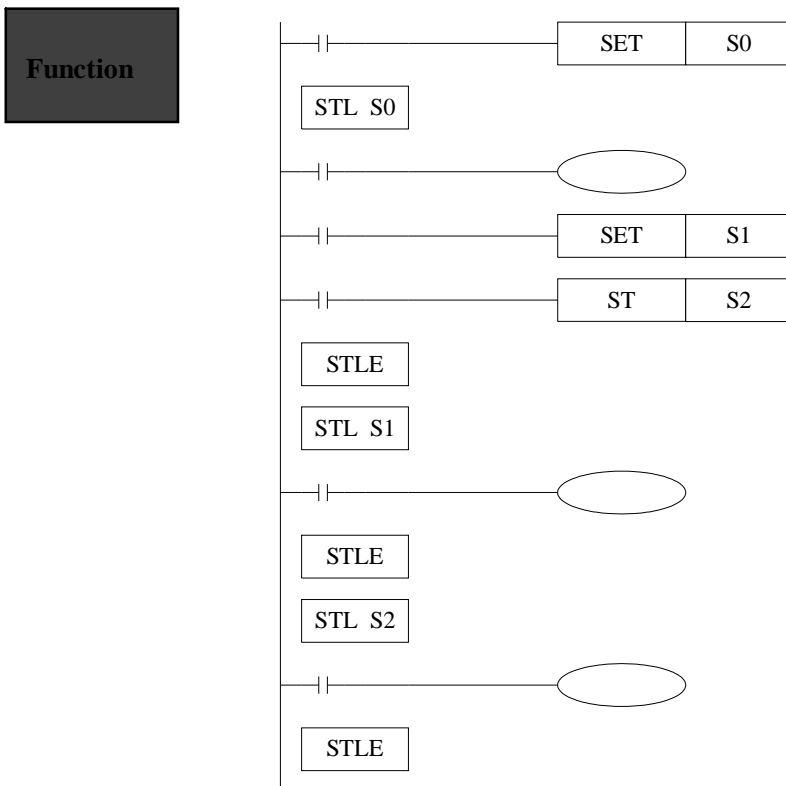 Function
SET S0
STL S0
SET S1
ST S2
STLE
STL S1
STLE
STL S2
STLE